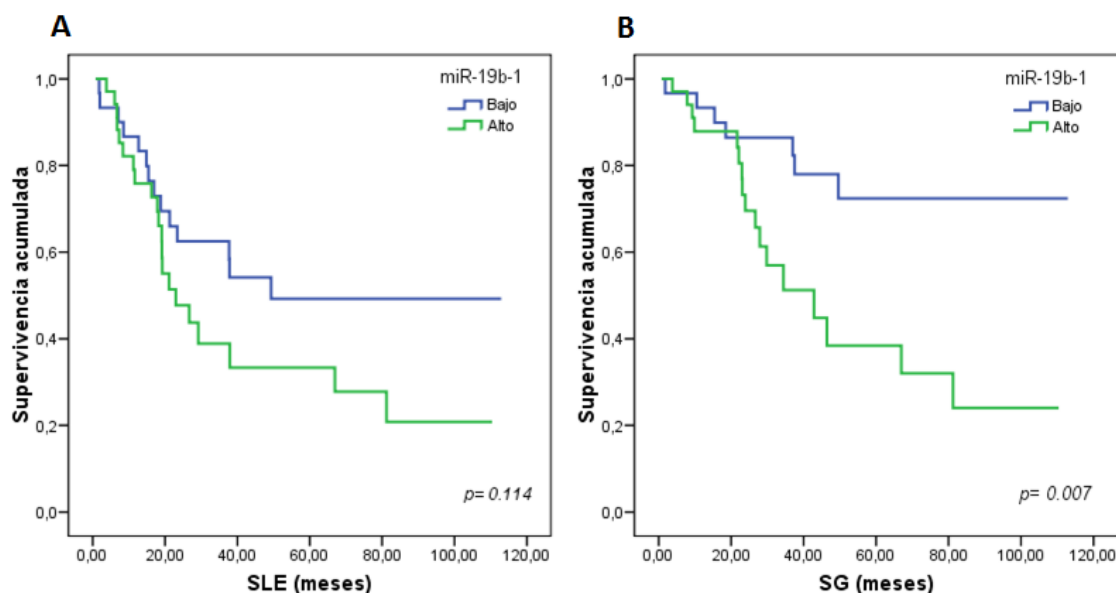 A
miR-19b-1
Bajo
Alto
Supervivencia acumulada
1,0
0,8
0,6
0,4
0,2
0,0
p= 0.114
0,00 20,00 40,00 60,00 80,00 100,00 120,00
SLE (meses)
B
miR-19b-1
Bajo
Alto
Supervivencia acumulada
1,0
0,8
0,6
0,4
0,2
0,0
p= 0.007
0,00 20,00 40,00 60,00 80,00 100,00 120,00
SG (meses)